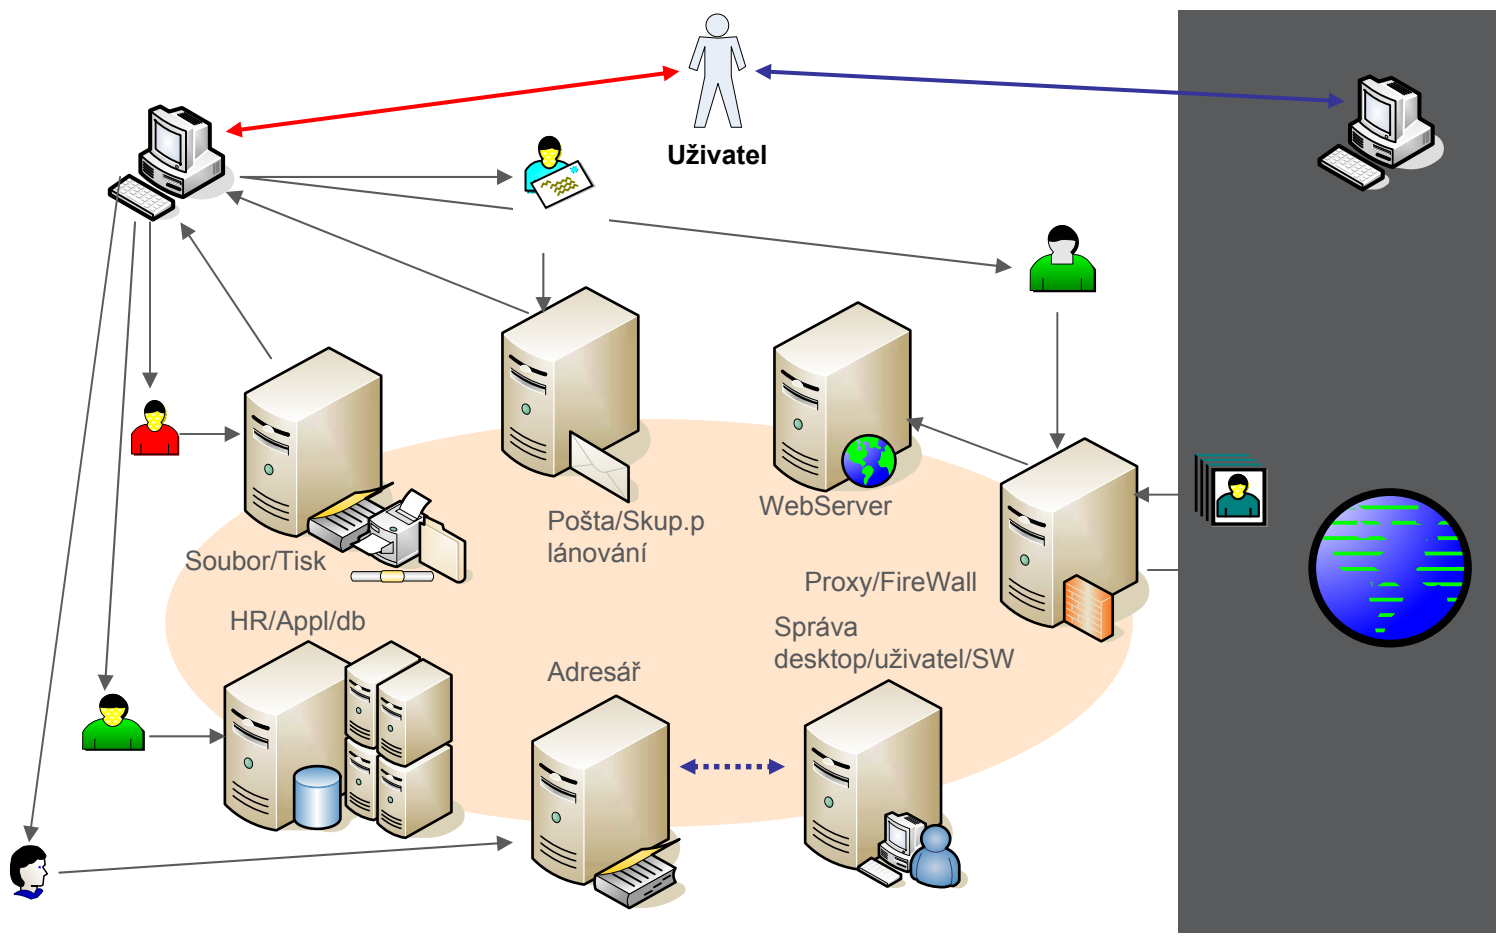 Uživatel
WebServer
Pošta/Skup.p
lánování
Soubor/Tisk
Proxy/FireWall
HR/Appl/db
Správa
desktop/uživatel/SW
Adresář